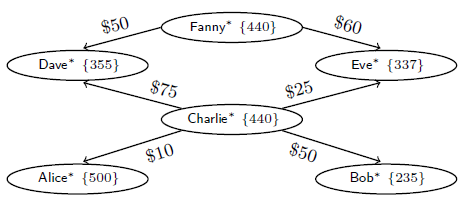 $50
Fanny* {440}
$60
Dave* {355}
Eve* {337}
$75
$25
Charlie* {440}
$10
$50
Alice* {500}
Bob* {235}